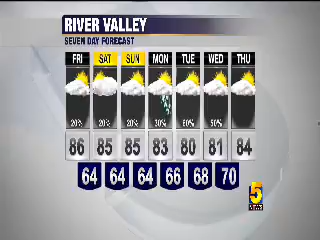 RIVER VALLEY
SEVEN DAY FORECAST
FRI SAT SUN MON TUE WED THU
20% 20% 20% 30% 60% 50%
86 85 85 83 80 81 84
64 64 64 66 68 70
5
NEWS